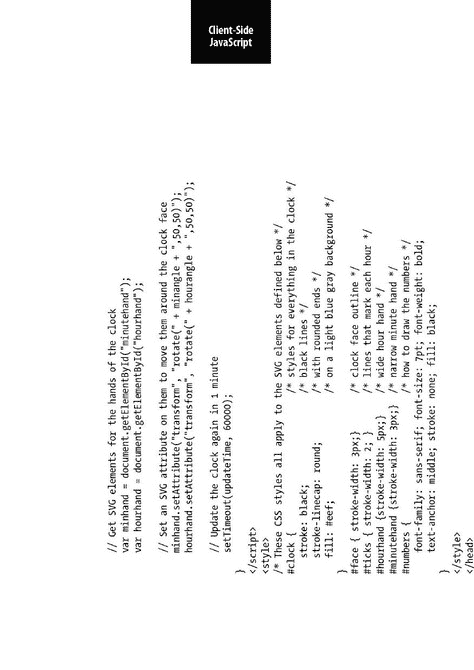 Client-Side
JavaScript
// Get SVG elements for the hands of the clock
var minhand = document.getElementById("minutehand");
var hourhand = document.getElementById("hourhand");
// Set an SVG attribute on them to move them around the clock face
minhand.setAttribute("transform", "rotate(" + minangle + ",50,50)");
hourhand.setAttribute("transform", "rotate(" + hourangle + ",50,50)");
// Update the clock again in 1 minute
setTimeout(updateTime, 60000);
}
</script>
<style>
/* These CSS styles all apply to the SVG elements defined below */
#clock { /* styles for everything in the clock */
stroke: black; /* black lines */
stroke-linecap: round; /* with rounded ends */
fill: #eef; /* on a light blue gray background */
}
#face { stroke-width: 3px;} /* clock face outline */
#ticks { stroke-width: 2; } /* lines that mark each hour */
#hourhand {stroke-width: 5px;} /* wide hour hand */
#minutehand {stroke-width: 3px;} /* narrow minute hand */
#numbers { /* how to draw the numbers */
font-family: sans-serif; font-size: 7pt; font-weight: bold;
text-anchor: middle; stroke: none; fill: black;
}
</style>
</head>